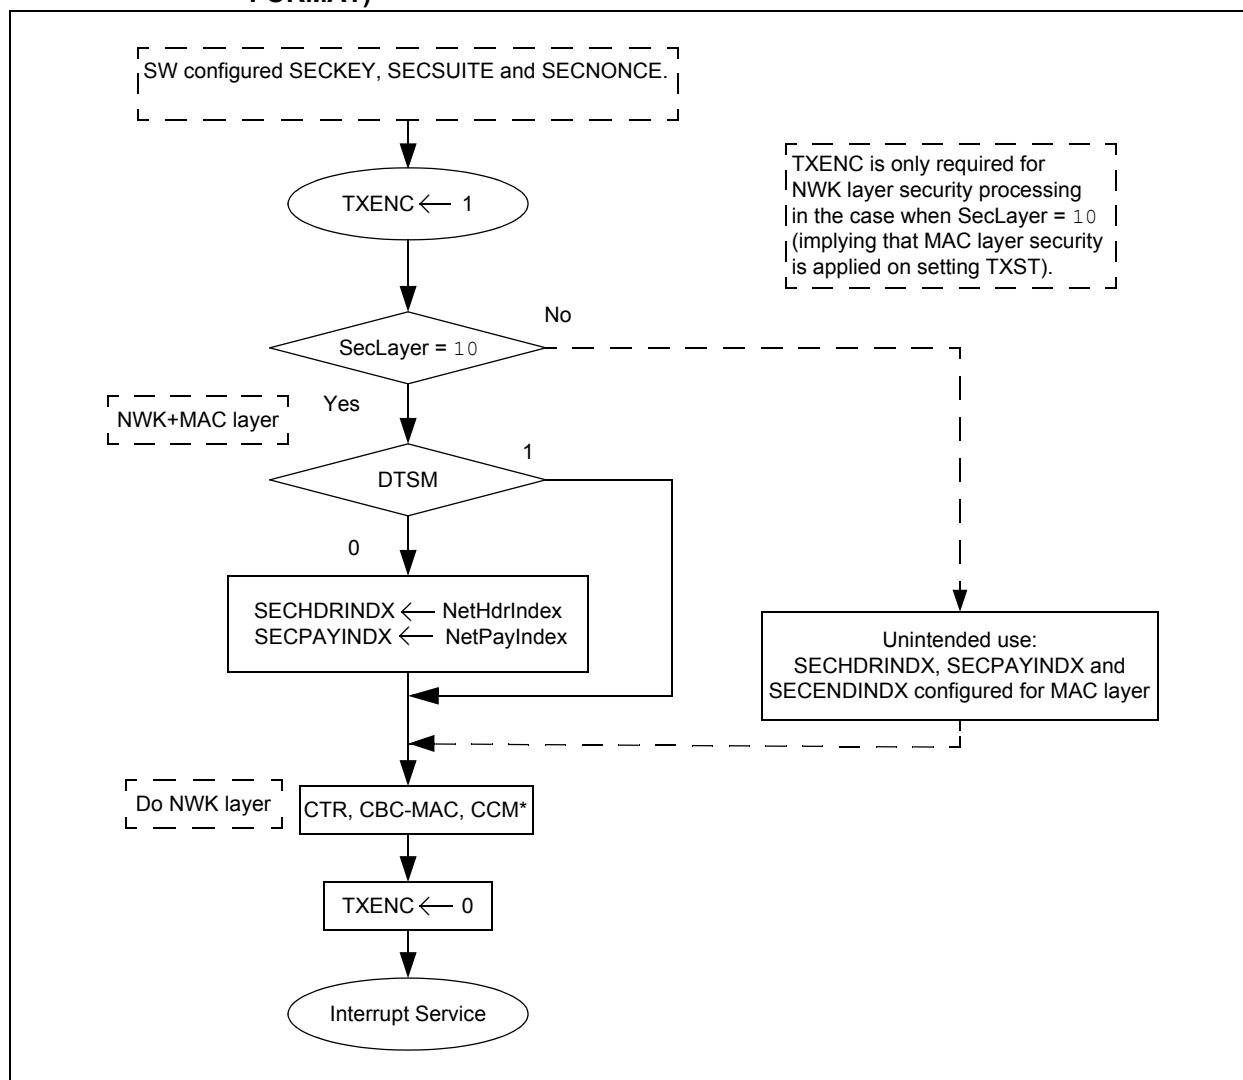 SW configured SECKEY, SECSUITE and SECNONCE.
TXENC ← 1
TXENC is only required for
NWK layer security processing
in the case when SecLayer = 10
(implying that MAC layer security
is applied on setting TXST).
No
SecLayer = 10
Yes
NWK+MAC layer
1
DTSM
0
SECHDRINDX ← NetHdrIndex
SECPAYINDX ← NetPayIndex
Unintended use:
SECHDRINDX, SECPAYINDX and
SECENDINDX configured for MAC layer
Do NWK layer
CTR, CBC-MAC, CCM*
TXENC ← 0
Interrupt Service